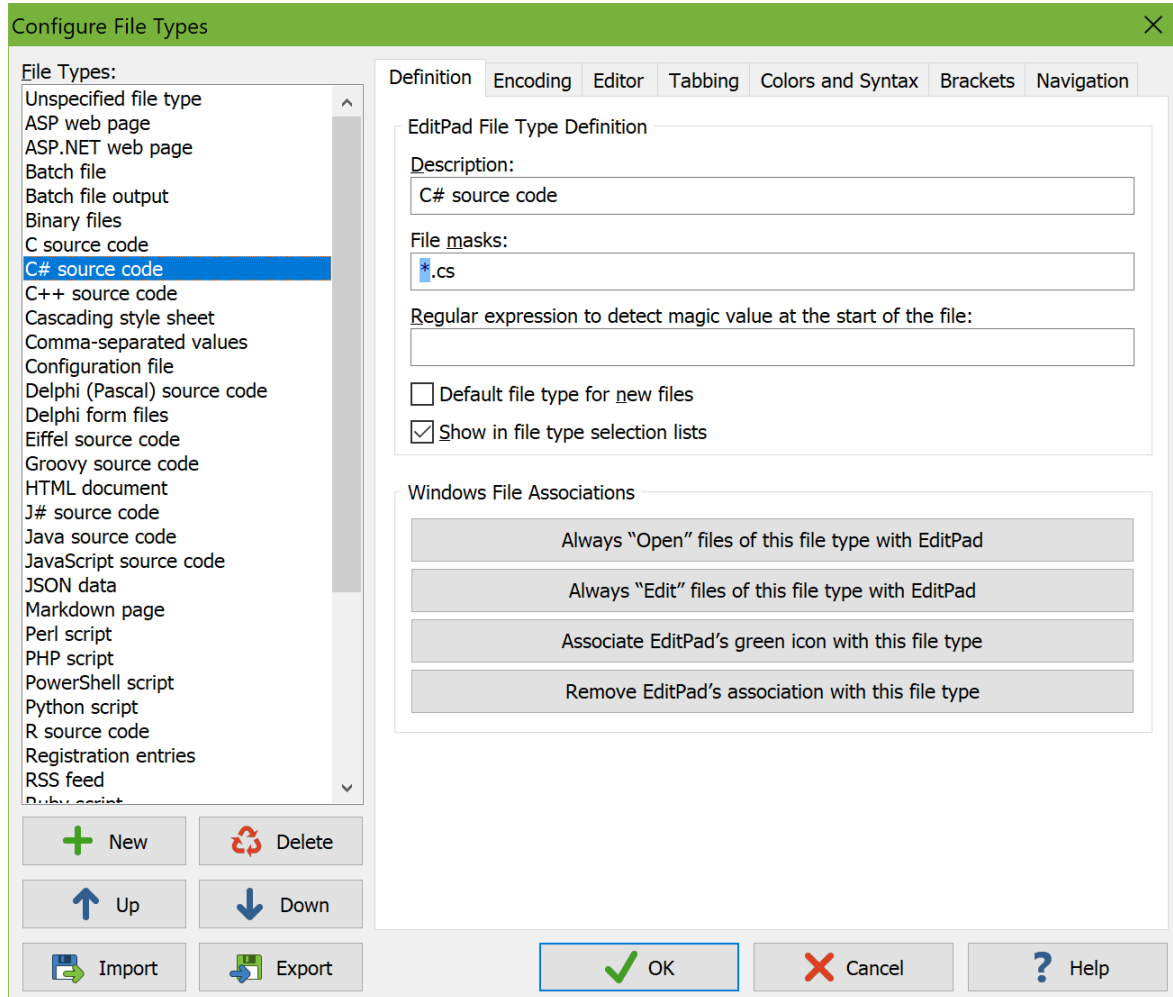 Configure File Types
File Types:
Unspecified file type
ASP web page
ASP.NET web page
Batch file
Batch file output
Binary files
C source code
C# source code
C++ source code
Cascading style sheet
Comma-separated values
Configuration file
Delphi (Pascal) source code
Delphi form files
Eiffel source code
Groovy source code
HTML document
J# source code
Java source code
JavaScript source code
JSON data
Markdown page
Perl script
PHP script
PowerShell script
Python script
R source code
Registration entries
RSS feed
Ruby script
New
Delete
Up
Down
Import
Export
Definition
Encoding
Editor
Tabbing
Colors and Syntax
Brackets
Navigation
EditPad File Type Definition
Description:
C# source code
File masks:
*.cs
Regular expression to detect magic value at the start of the file:
Default file type for new files
Show in file type selection lists
Windows File Associations
Always “Open” files of this file type with EditPad
Always “Edit” files of this file type with EditPad
Associate EditPad’s green icon with this file type
Remove EditPad’s association with this file type
OK
Cancel
? Help